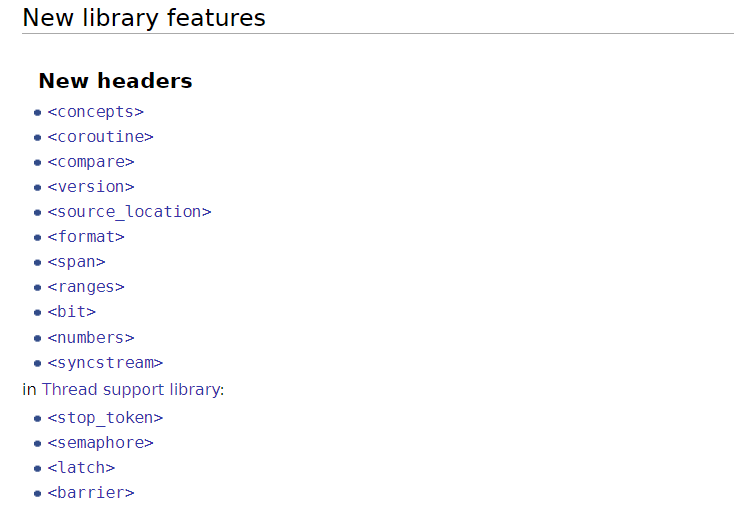 New library features
New headers
<concepts>
<coroutine>
<compare>
<version>
<source_location>
<format>
<span>
<ranges>
<bit>
<numbers>
<syncstream>
in Thread support library:
<stop_token>
<semaphore>
<latch>
<barrier>